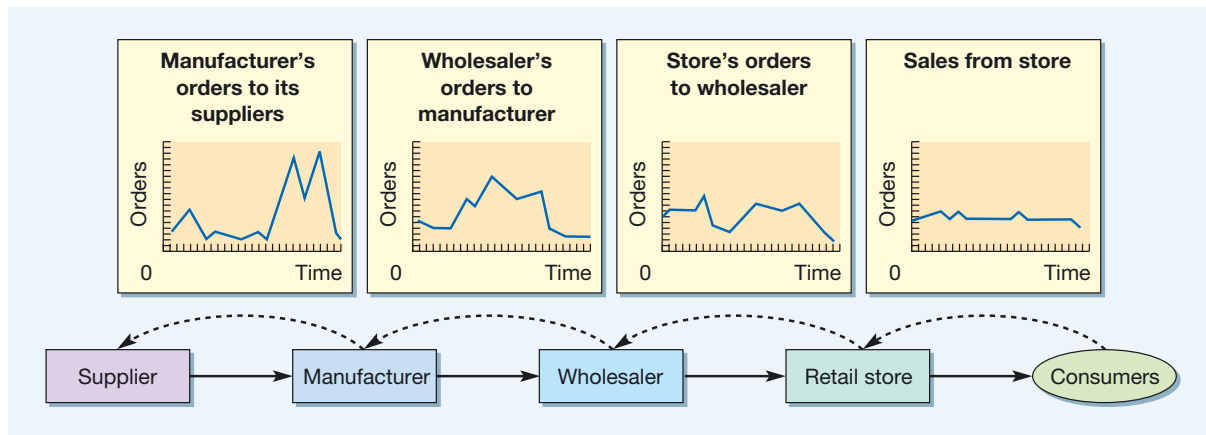 Manufacturer's
orders to its
suppliers
Orders
0
Time
Wholesaler's
orders to
manufacturer
Orders
0
Time
Store's orders
to wholesaler
Orders
0
Time
Sales from store
Orders
0
Time
Supplier
Manufacturer
Wholesaler
Retail store
Consumers